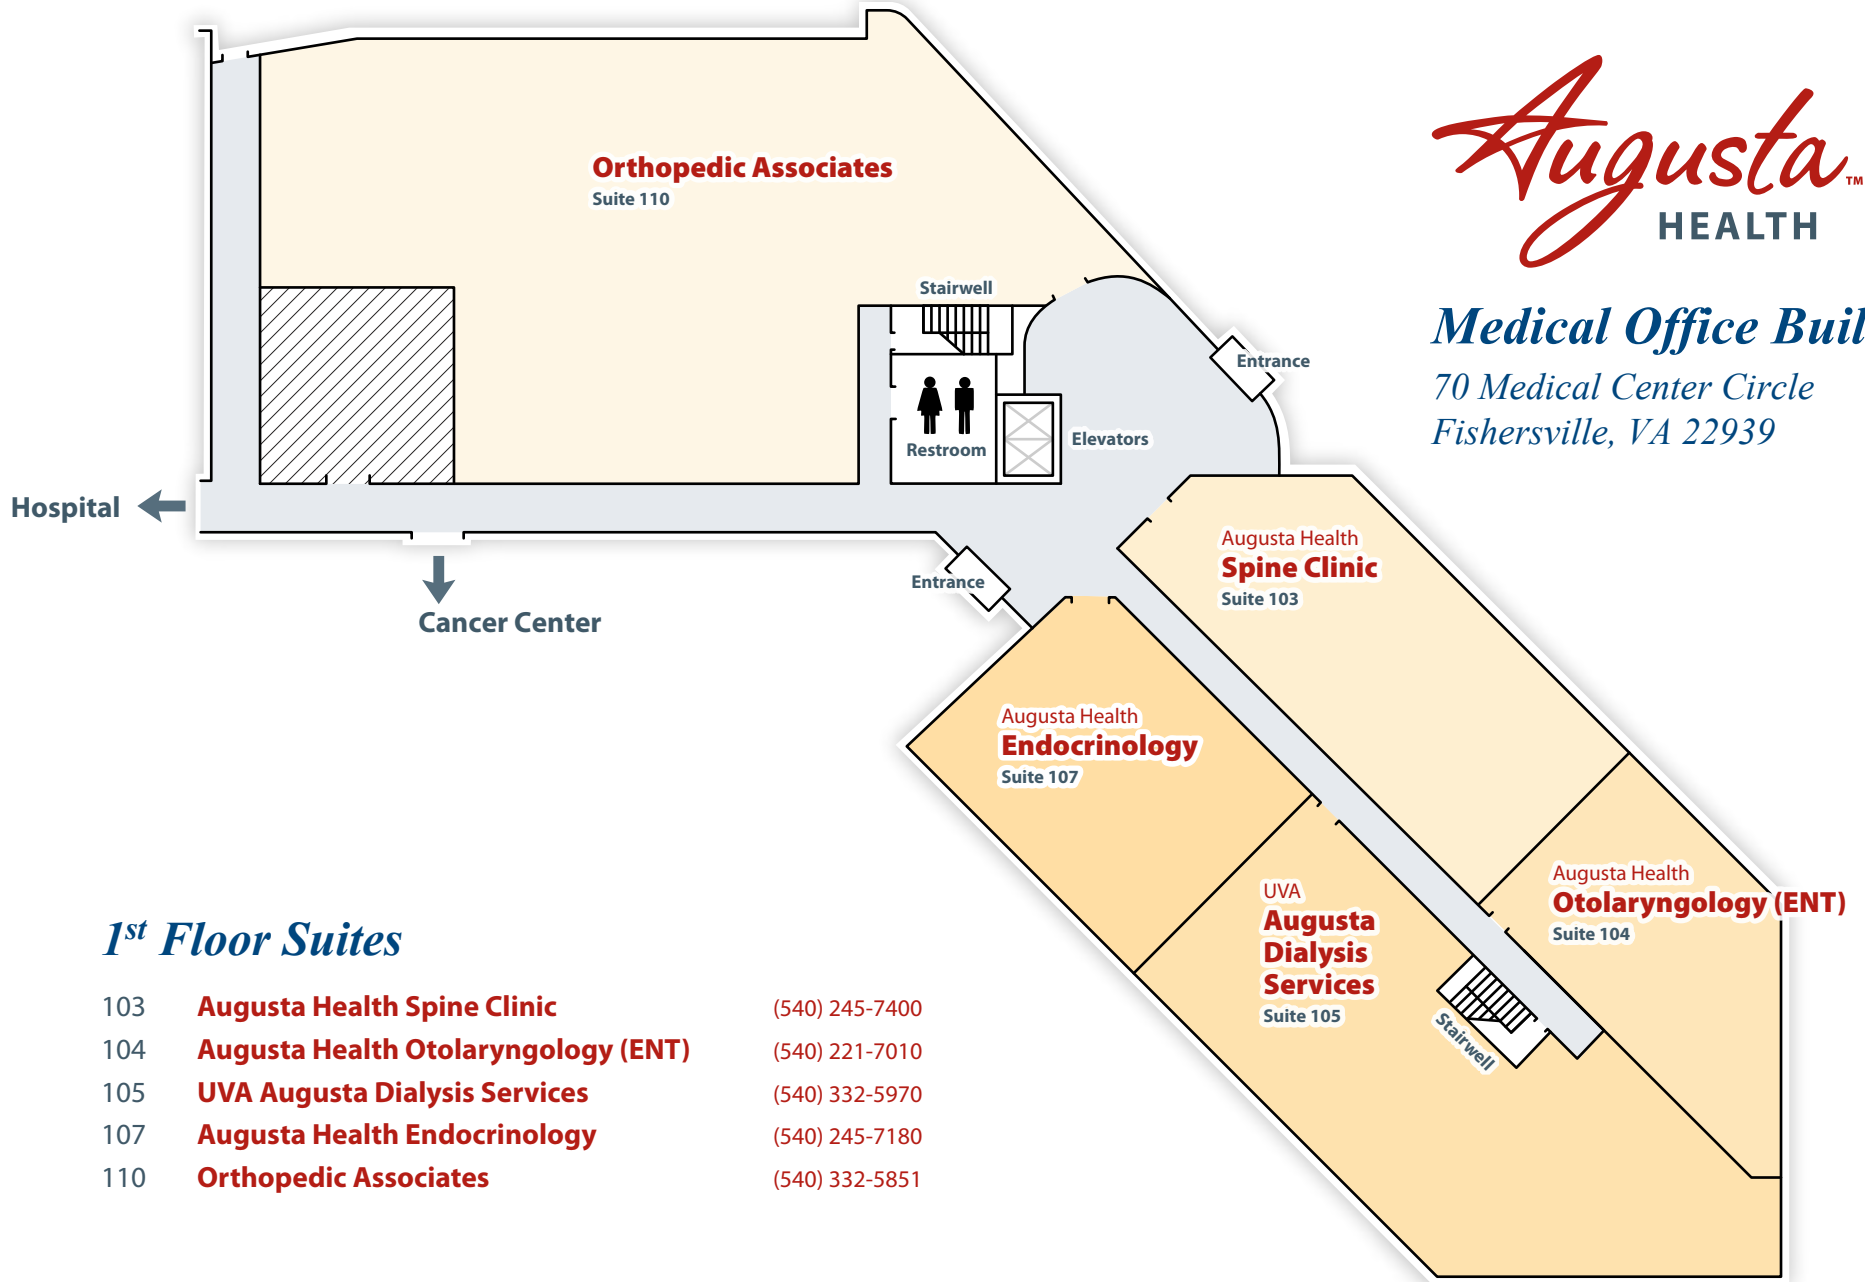 Augusta™
HEALTH
Medical Office Buil
70 Medical Center Circle
Fishersville, VA 22939
Orthopedic Associates
Suite 110
Stairwell
Entrance
Restroom
Elevators
Hospital
Cancer Center
Entrance
Augusta Health
Spine Clinic
Suite 103
Augusta Health
Endocrinology
Suite 107
UVA
Augusta
Dialysis
Services
Suite 105
Augusta Health
Otolaryngology (ENT)
Suite 104
Stairwell
1st Floor Suites
103 Augusta Health Spine Clinic (540) 245-7400
104 Augusta Health Otolaryngology (ENT) (540) 221-7010
105 UVA Augusta Dialysis Services (540) 332-5970
107 Augusta Health Endocrinology (540) 245-7180
110 Orthopedic Associates (540) 332-5851